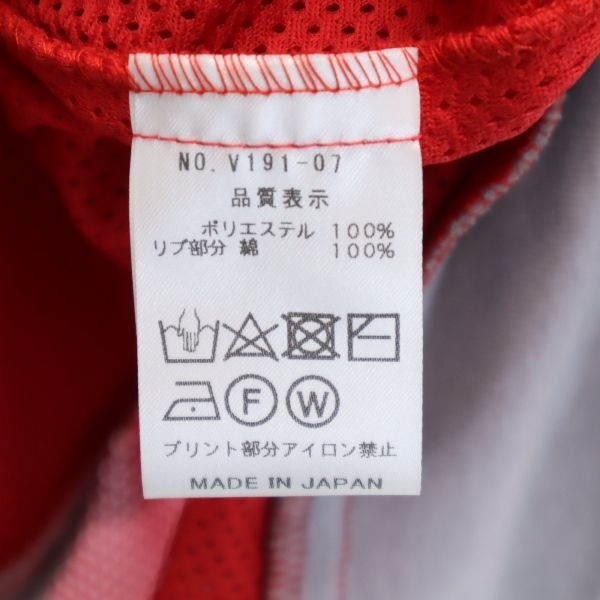 NO. V191-07
品質表示
ポリエステル 100%
リブ部分 綿 100%
F W
プリント部分アイロン禁止
MADE IN JAPAN